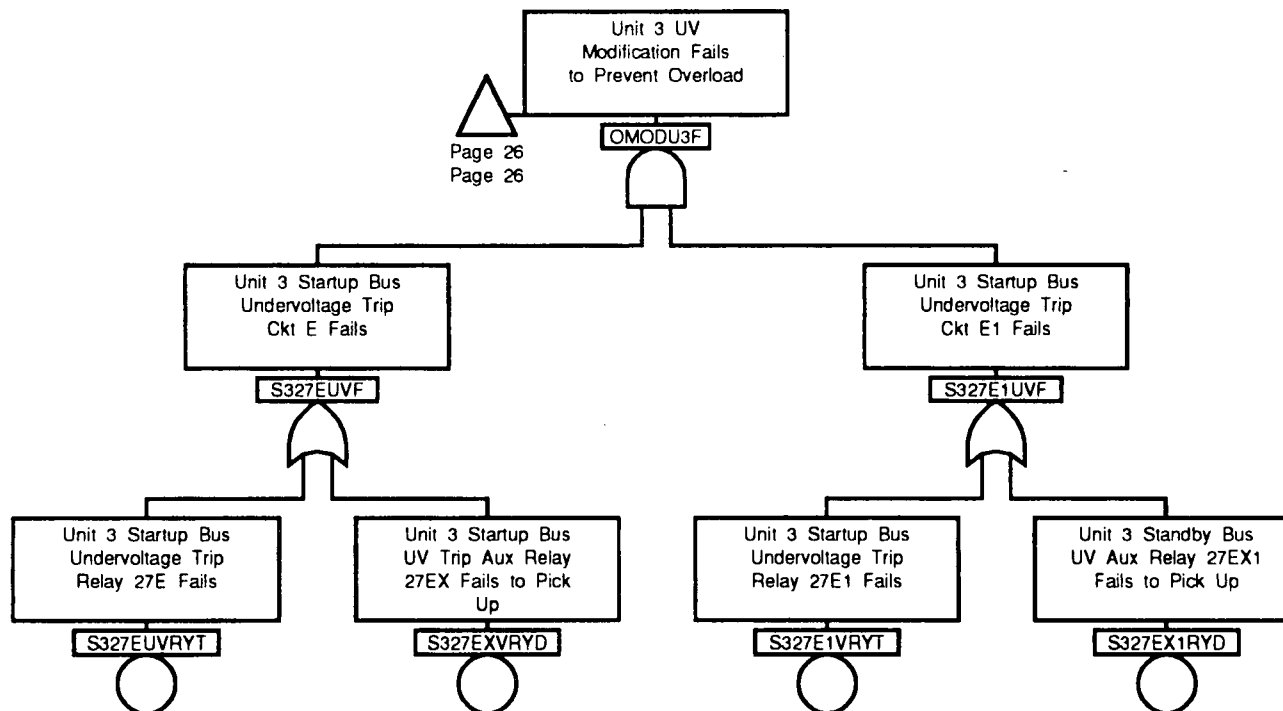 Unit 3 UV
Modification Fails
to Prevent Overload
OMODU3F
Page 26
Page 26
Unit 3 Startup Bus
Undervoltage Trip
Ckt E Fails
S327EUVF
Unit 3 Startup Bus
Undervoltage Trip
Ckt E1 Fails
S327E1UVF
Unit 3 Startup Bus
Undervoltage Trip
Relay 27E Fails
S327EUVRYT
Unit 3 Startup Bus
UV Trip Aux Relay
27EX Fails to Pick
Up
S327EXVRYD
Unit 3 Startup Bus
Undervoltage Trip
Relay 27E1 Fails
S327E1VRYT
Unit 3 Standby Bus
UV Aux Relay 27EX1
Fails to Pick Up
S327EX1RYD